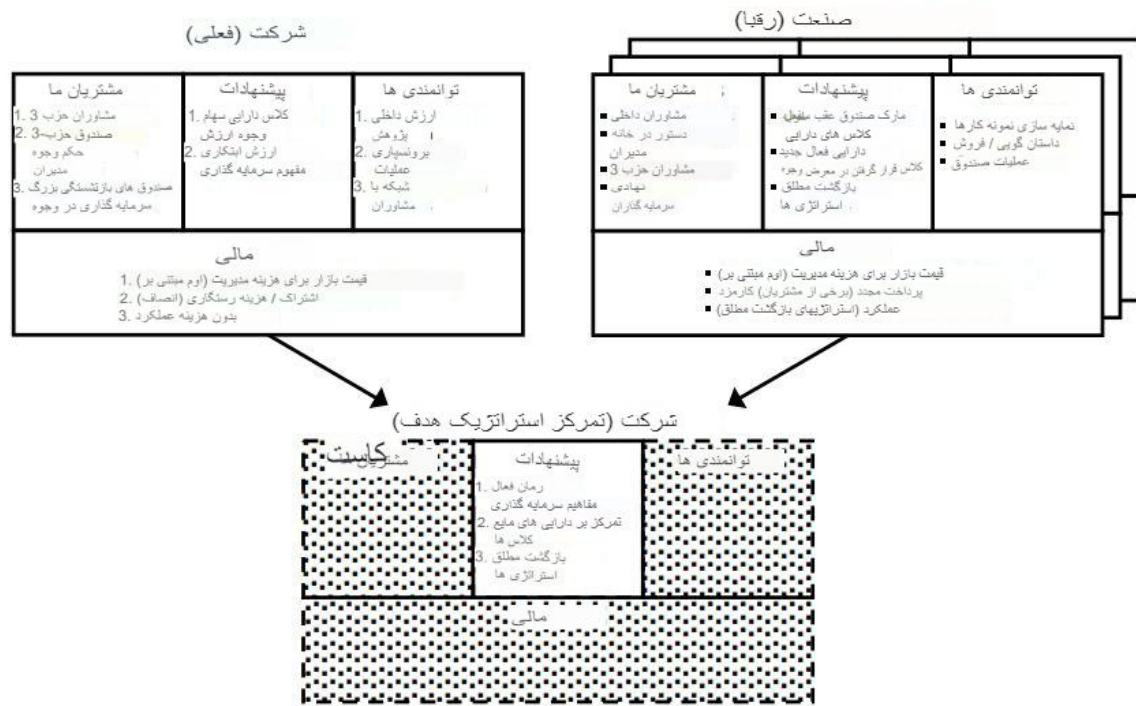 شرکت (فعلی)
صنعت (رقبا)
مشتریان ما
1. مشاوران حزب 3
2. صندوق حزب-3
حکم وجوه
مدیران
3. صندوق های بازنشستگی بزرگ
سرمایه گذاری در وجوه
پیشنهادات
1. کلاس دارایی سهام
وجوه ارزش
2. ارزش ابتکاری
مفهوم سرمایه گذاری
توانمندی ها
1. ارزش داخلی
پژوهش
2. برونسپاری
عملیات
3. شبکه با
مشاوران
مالی
1. قیمت بازار برای هزینه مدیریت (اوم مبتنی بر)
2. اشتراک / هزینه رستگاری (انصاف)
3. بدون هزینه عملکرد
مشتریان ما
■ مشاوران داخلی
■ دستور در خانه
مدیران
■ مشاوران حزب 3
■ نهادی
سرمایه گذاران
پیشنهادات
■ مارک صندوق عقب
کلاس های دارایی
■ دارایی فعال جدید
کلاس قرار گرفتن در معرض وجوه
■ بازگشت مطلق
استراتژی ها
توانمندی ها
■ نمایه سازی نمونه کارها
■ داستان گویی / فروش
■ عملیات صندوق
مالی
■ قیمت بازار برای هزینه مدیریت (اوم مبتنی بر)
■ پرداخت مجدد (برخی از مشتریان) کارمزد
■ عملکرد (استراتژیهای بازگشت مطلق)
شرکت (تمرکز استراتژیک هدف)
کاست
مشتریان
پیشنهادات
1. رمان فعال
مفاهیم سرمایه گذاری
2. تمرکز بر دارایی های مایع
کلاس ها
3. بازگشت مطلق
استراتژی ها
توانمندی ها
مالی